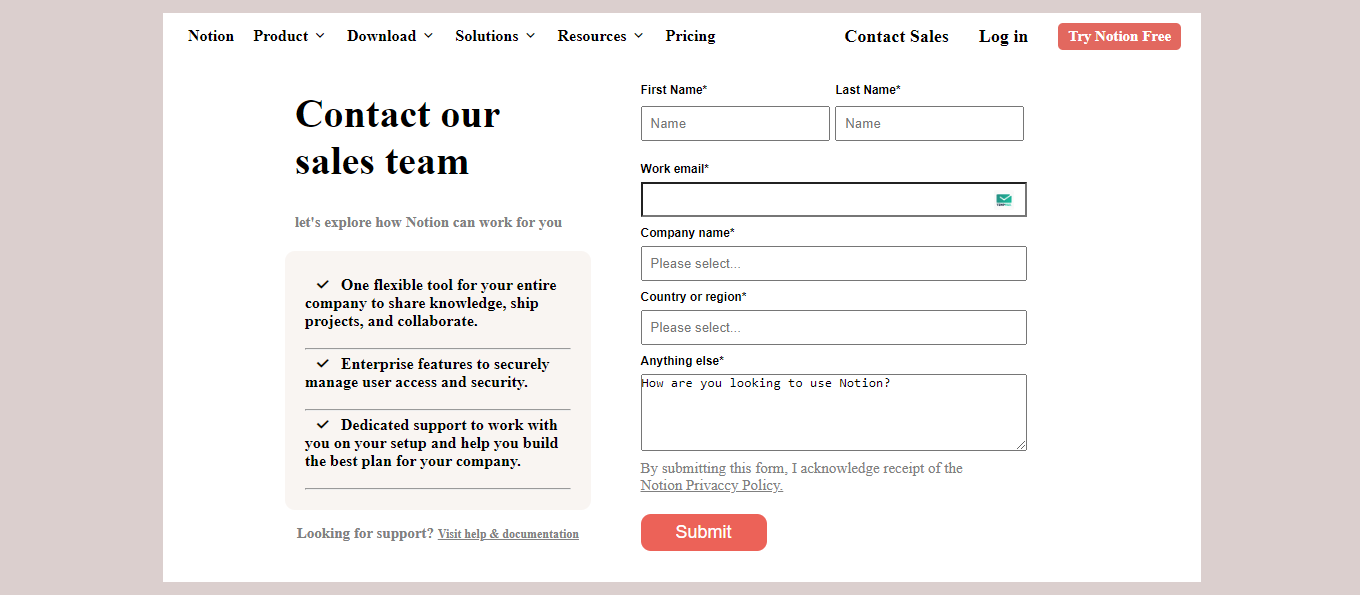 Notion Product Download Solutions Resources Pricing Contact Sales Log in Try Notion Free
Contact our
sales team
let's explore how Notion can work for you
One flexible tool for your entire
company to share knowledge, ship
projects, and collaborate.
Enterprise features to securely
manage user access and security.
Dedicated support to work with
you on your setup and help you build
the best plan for your company.
Looking for support? Visit help & documentation
First Name* Last Name*
Name Name
Work email*
Company name*
Please select...
Country or region*
Please select...
Anything else*
How are you looking to use Notion?
By submitting this form, I acknowledge receipt of the
Notion Privaccy Policy.
Submit